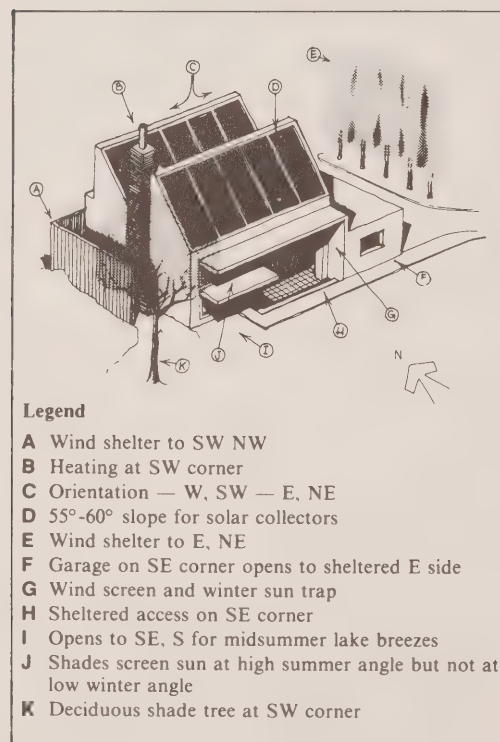 E
C
B
D
A
F
G
H
N
I
J
K
Legend
A Wind shelter to SW NW
B Heating at SW corner
C Orientation — W, SW — E, NE
D 55°-60° slope for solar collectors
E Wind shelter to E, NE
F Garage on SE corner opens to sheltered E side
G Wind screen and winter sun trap
H Sheltered access on SE corner
I Opens to SE, S for midsummer lake breezes
J Shades screen sun at high summer angle but not at
low winter angle
K Deciduous shade tree at SW corner